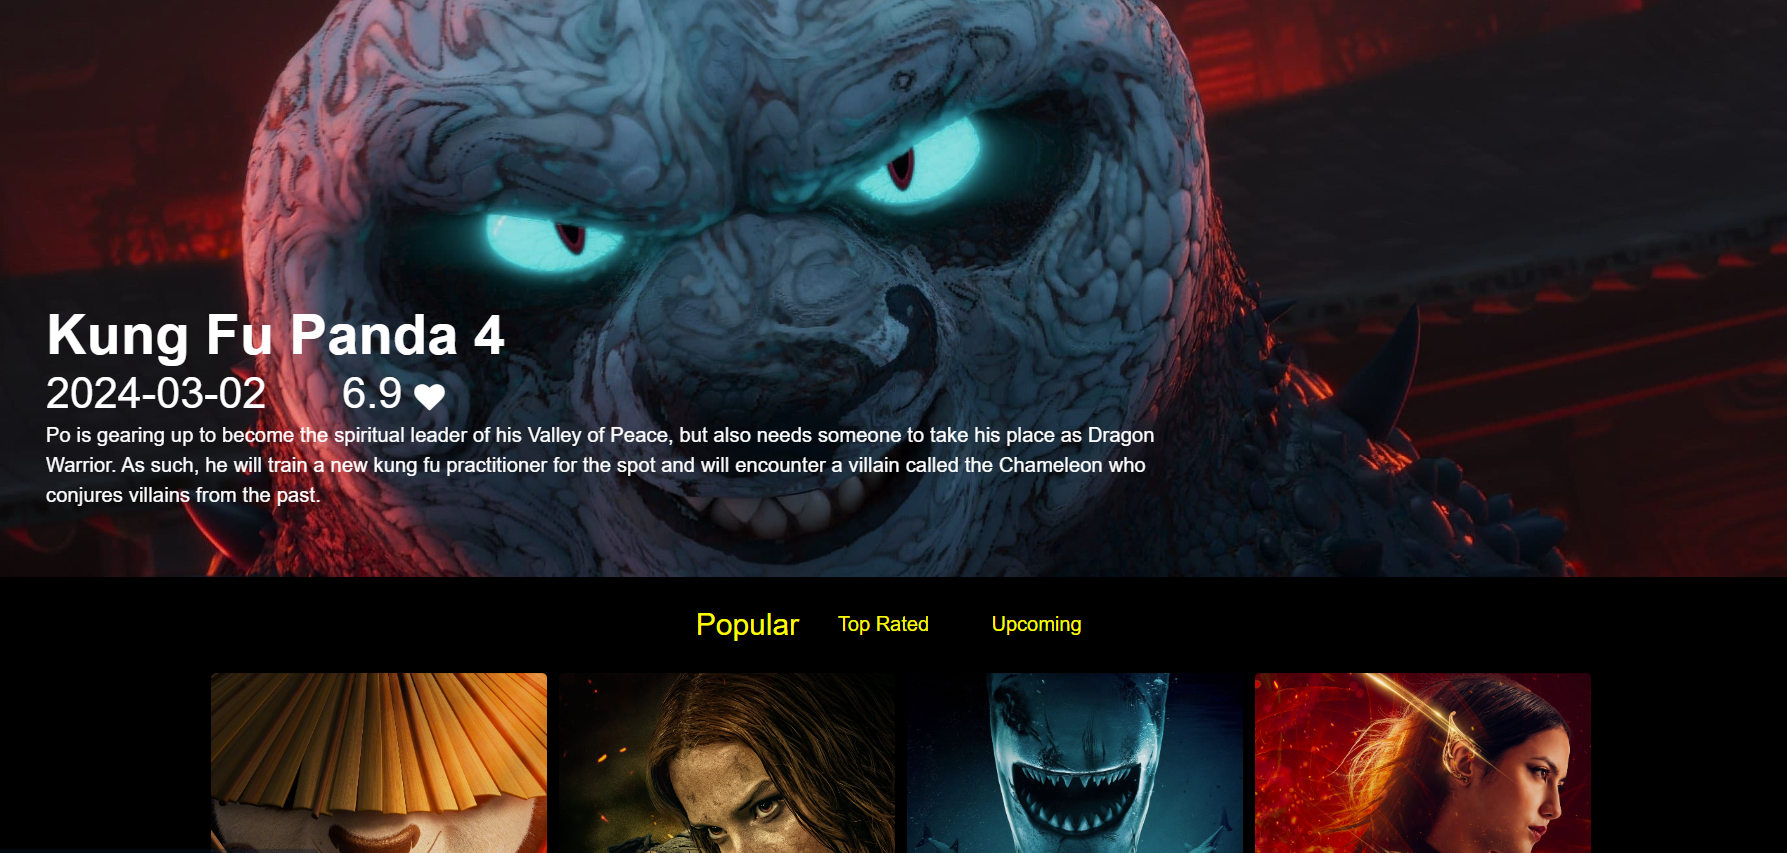 Kung Fu Panda 4
2024-03-02 6.9
Po is gearing up to become the spiritual leader of his Valley of Peace, but also needs someone to take his place as Dragon
Warrior. As such, he will train a new kung fu practitioner for the spot and will encounter a villain called the Chameleon who
conjures villains from the past.
Popular Top Rated Upcoming